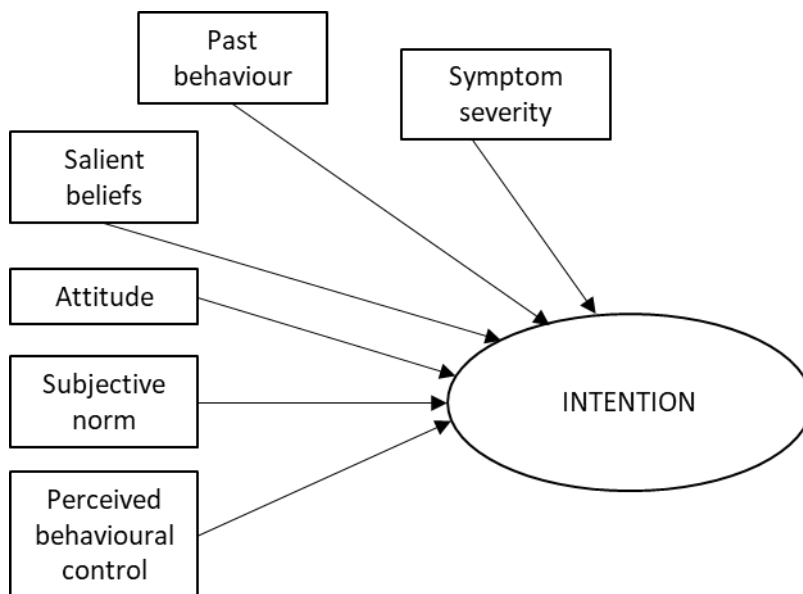 Past
behaviour
Symptom
severity
Salient
beliefs
Attitude
Subjective
norm
INTENTION
Perceived
behavioural
control